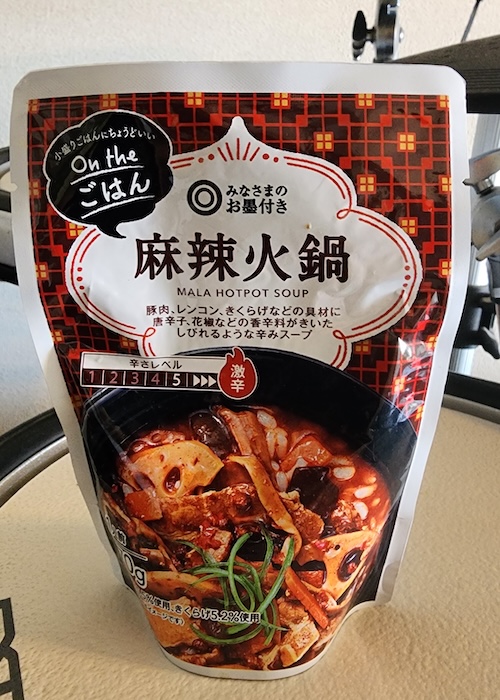 小盛りごはんにちょうどいい
On the
ごはん
みなさまの
お墨付き
麻辣火鍋
MALA HOTPOT SOUP
豚肉、レンコン、きくらげなどの具材に
唐辛子、花椒などの香辛料がきいた
しびれるような辛みスープ
辛さレベル
1 2 3 4 5
激辛
0g
%使用、きくらげ5.2%使用